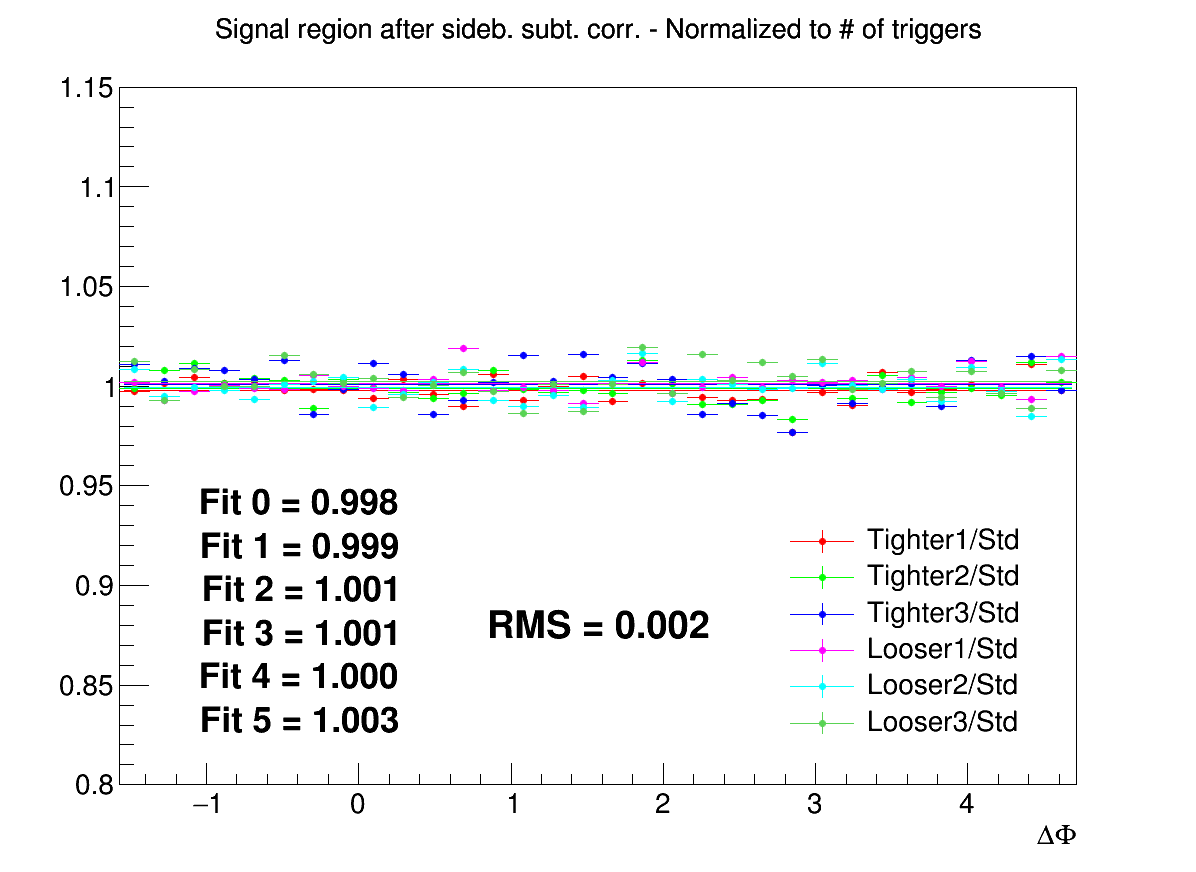 Signal region after sideb. subt. corr. - Normalized to # of triggers
1.15
1.1
1.05
1
0.95
0.9
0.85
0.8
Fit 0 = 0.998
Fit 1 = 0.999
Fit 2 = 1.001
Fit 3 = 1.001
Fit 4 = 1.000
Fit 5 = 1.003
RMS = 0.002
Tighter1/Std
Tighter2/Std
Tighter3/Std
Looser1/Std
Looser2/Std
Looser3/Std
−1 0 1 2 3 4
ΔΦ